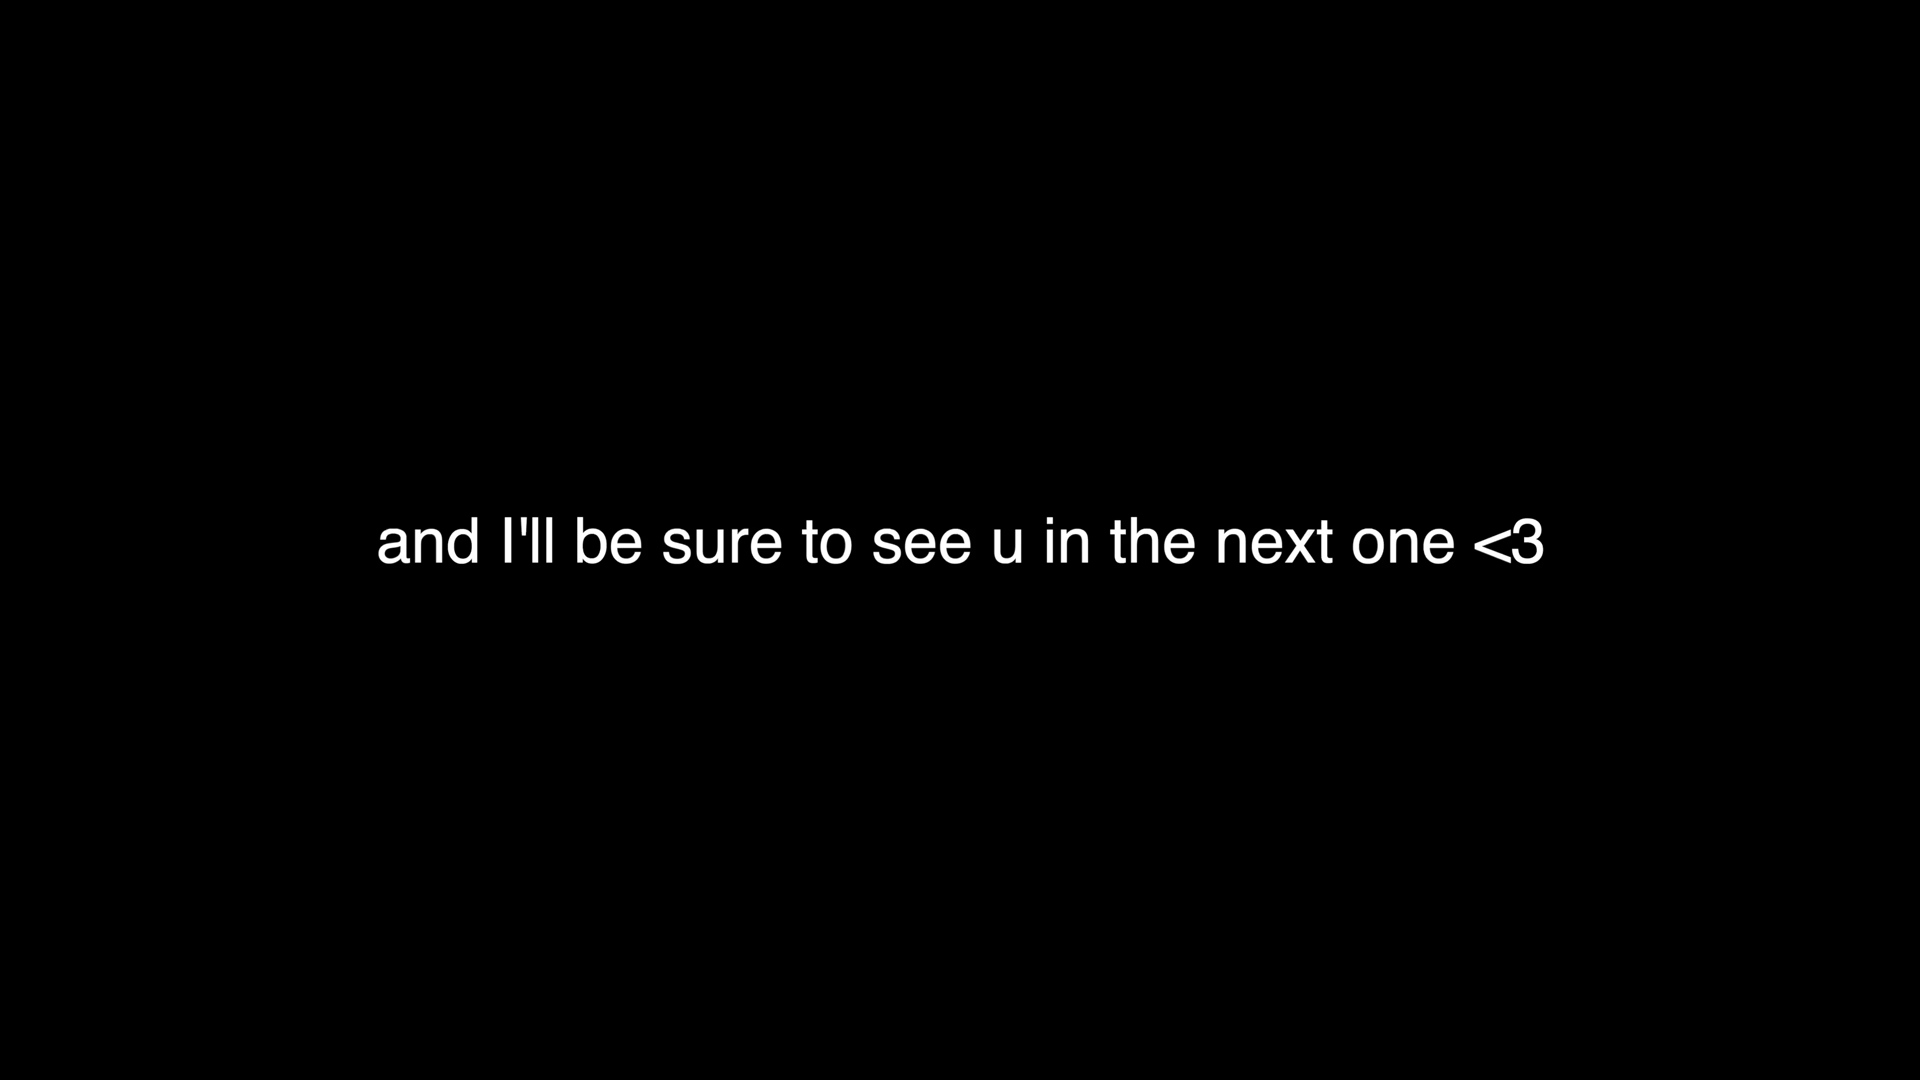 and I'll be sure to see u in the next one <3